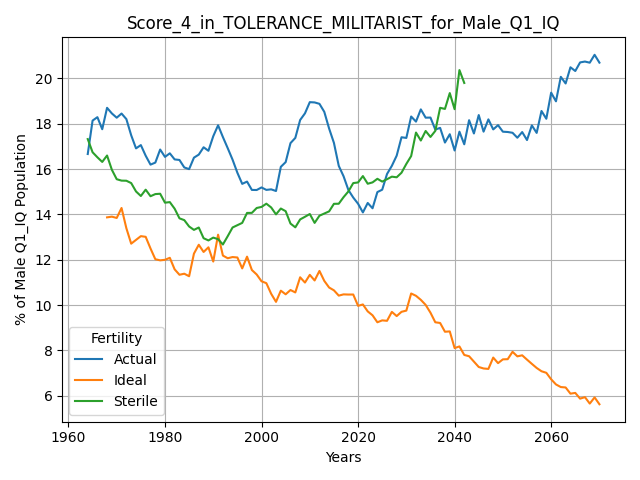 Score_4_in_TOLERANCE_MILITARIST_for_Male_Q1_IQ
% of Male Q1_IQ Population
20
18
16
14
12
10
8
6
Fertility
Actual
Ideal
Sterile
1960
1980
2000
2020
2040
2060
Years